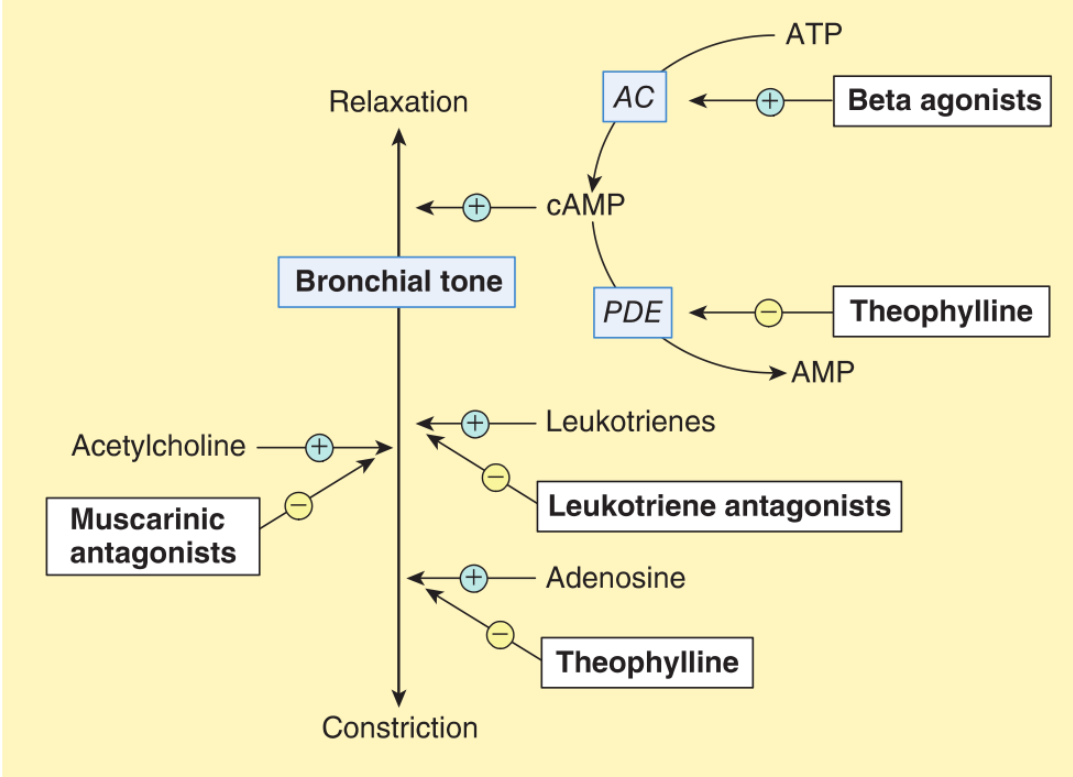 ATP
AC
+
Beta agonists
Relaxation
+
cAMP
Bronchial tone
PDE
−
Theophylline
AMP
Acetylcholine
+
+
Leukotrienes
−
Muscarinic
antagonists
−
Leukotriene antagonists
+
Adenosine
−
Theophylline
Constriction